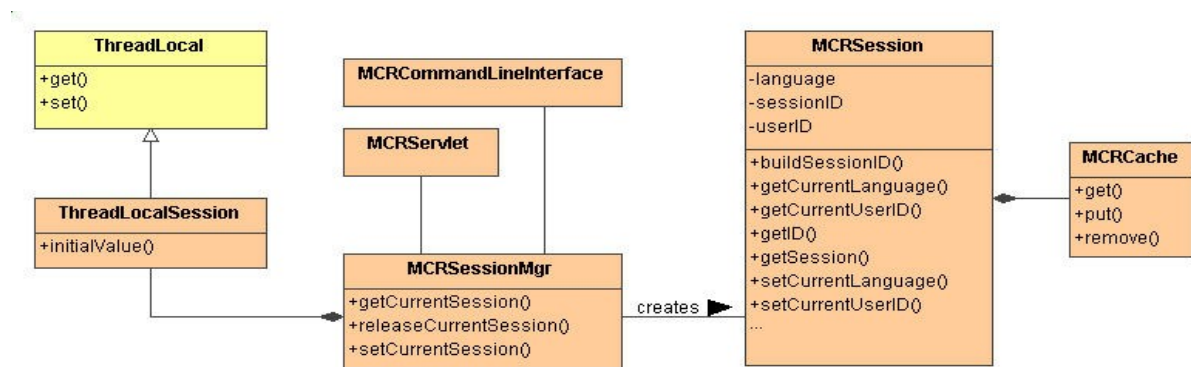 ThreadLocal
+get()
+set()
ThreadLocalSession
+initialValue()
MCRCommandLineInterface
MCRServlet
MCRSessionMgr
+getCurrentSession()
+releaseCurrentSession()
+setCurrentSession()
creates
MCRSession
-language
-sessionID
-userID
+buildSessionID()
+getCurrentLanguage()
+getCurrentUserID()
+getID()
+getSession()
+setCurrentLanguage()
+setCurrentUserID()
...
MCRCache
+get()
+put()
+remove()